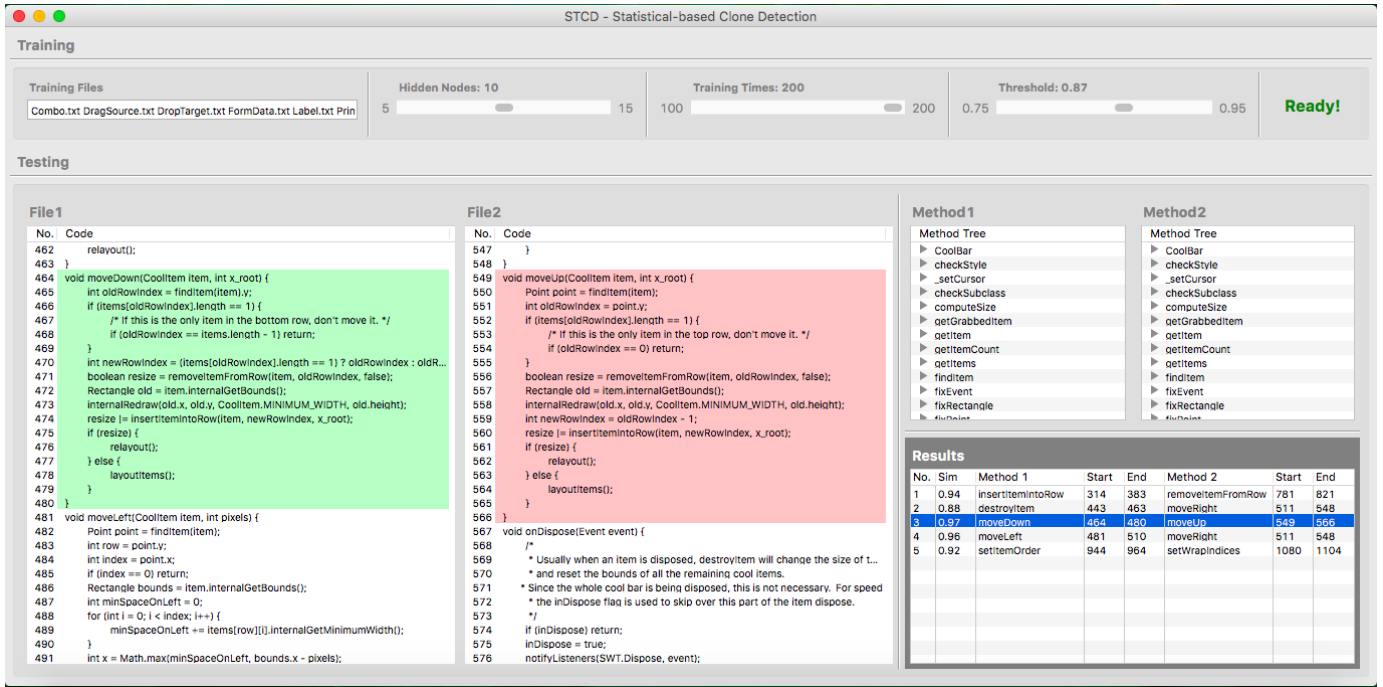 STCD - Statistical-based Clone Detection
Training
Training Files
Combo.txt DragSource.txt DropTarget.txt FormData.txt Label.txt Prin
Hidden Nodes: 10
5 15
Training Times: 200
100 200
Threshold: 0.87
0.75 0.95
Ready!
Testing
File1
No. Code
462 relayout();
463 }
464 void moveDown(CoolItem item, int x_root) {
465 int oldRowIndex = findItem(item).y;
466 if (items[oldRowIndex].length == 1) {
467 /* If this is the only item in the bottom row, don't move it. */
468 if (oldRowIndex == items.length - 1) return;
469 }
470 int newRowIndex = (items[oldRowIndex].length == 1) ? oldRowIndex : oldR...
471 boolean resize = removeItemFromRow(item, oldRowIndex, false);
472 Rectangle old = item.internalGetBounds();
473 internalRedraw(old.x, old.y, CoolItem.MINIMUM_WIDTH, old.height);
474 resize |= insertItemIntoRow(item, newRowIndex, x_root);
475 if (resize) {
476 relayout();
477 } else {
478 layoutItems();
479 }
480 }
481 void moveLeft(CoolItem item, int pixels) {
482 Point point = findItem(item);
483 int row = point.y;
484 int index = point.x;
485 if (index == 0) return;
486 Rectangle bounds = item.internalGetBounds();
487 int minSpaceOnLeft = 0;
488 for (int i = 0; i < index; i++) {
489 minSpaceOnLeft += items[row][i].internalGetMinimumWidth();
490 }
491 int x = Math.max(minSpaceOnLeft, bounds.x - pixels);
File2
No. Code
547 }
548 }
549 void moveUp(CoolItem item, int x_root) {
550 Point point = findItem(item);
551 int oldRowIndex = point.y;
552 if (items[oldRowIndex].length == 1) {
553 /* If this is the only item in the top row, don't move it. */
554 if (oldRowIndex == 0) return;
555 }
556 boolean resize = removeItemFromRow(item, oldRowIndex, false);
557 Rectangle old = item.internalGetBounds();
558 internalRedraw(old.x, old.y, CoolItem.MINIMUM_WIDTH, old.height);
559 int newRowIndex = oldRowIndex - 1;
560 resize |= insertItemIntoRow(item, newRowIndex, x_root);
561 if (resize) {
562 relayout();
563 } else {
564 layoutItems();
565 }
566 }
567 void onDispose(Event event) {
568 /*
569 * Usually when an item is disposed, destroyItem will change the size of t...
570 * and reset the bounds of all the remaining cool items.
571 * Since the whole cool bar is being disposed, this is not necessary. For speed
572 * the inDispose flag is used to skip over this part of the item dispose.
573 */
574 if (inDispose) return;
575 inDispose = true;
576 notifyListeners(SWT.Dispose, event);
Method1
Method Tree
CoolBar
checkStyle
_setCursor
checkSubclass
computeSize
getGrabbedItem
getItem
getItemCount
getItems
findItem
fixEvent
fixRectangle
fixPoint
Method2
Method Tree
CoolBar
checkStyle
_setCursor
checkSubclass
computeSize
getGrabbedItem
getItem
getItemCount
getItems
findItem
fixEvent
fixRectangle
fixPoint
Results
No. Sim Method 1 Start End Method 2 Start End
1 0.94 insertItemIntoRow 314 383 removeItemFromRow 781 821
2 0.88 destroyItem 443 463 moveRight 511 548
3 0.97 moveDown 464 480 moveUp 549 566
4 0.96 moveLeft 481 510 moveRight 511 548
5 0.92 setItemOrder 944 964 setWrapIndices 1080 1104